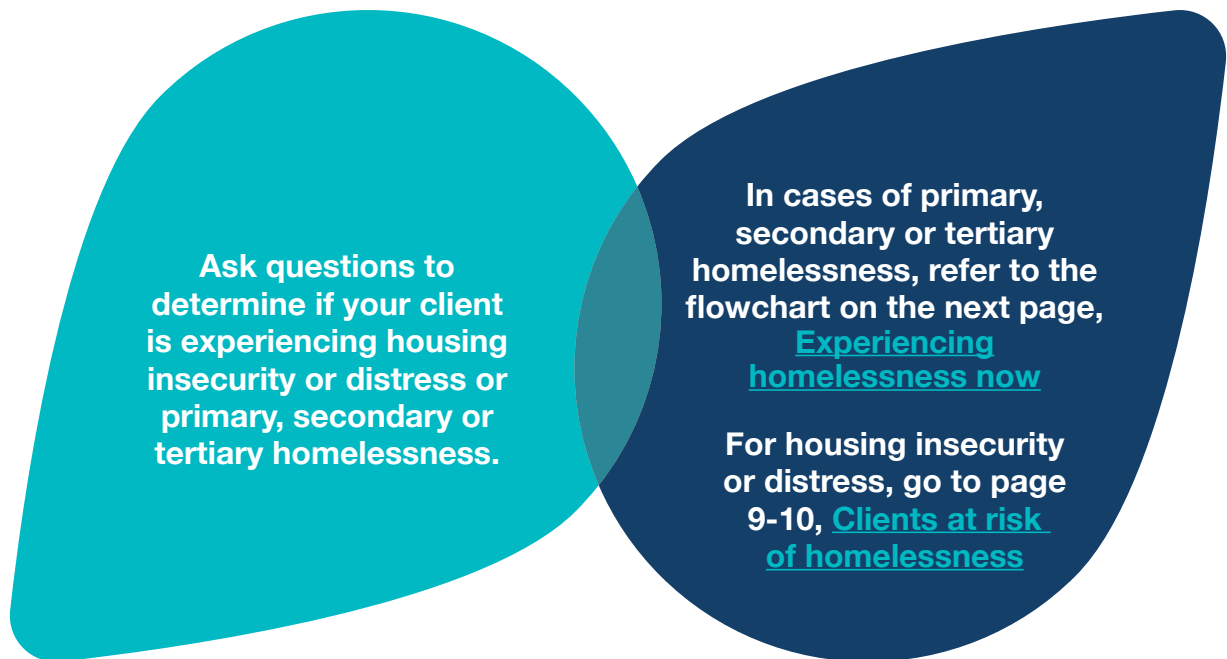 Ask questions to
determine if your client
is experiencing housing
insecurity or distress or
primary, secondary or
tertiary homelessness.
In cases of primary,
secondary or tertiary
homelessness, refer to the
flowchart on the next page,
Experiencing
homelessness now
For housing insecurity
or distress, go to page
9-10, Clients at risk
of homelessness